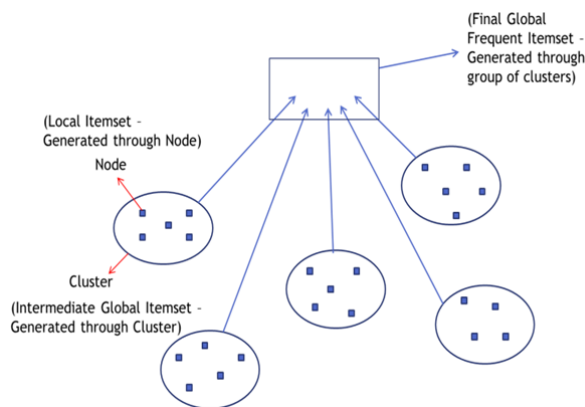 (Final Global
Frequent Itemset -
Generated through
group of clusters)
(Local Itemset -
Generated through Node)
Node
Cluster
(Intermediate Global Itemset -
Generated through Cluster)